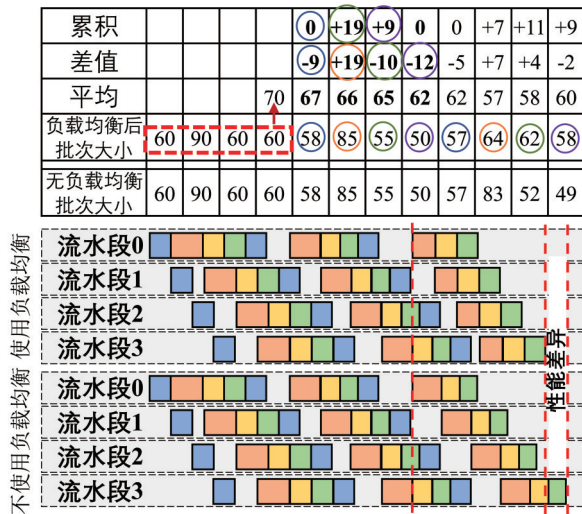 累积 0 +19 +9 0 0 +7 +11 +9
差值 -9 +19 -10 -12 -5 +7 +4 -2
平均 70 67 66 65 62 62 57 58 60
负载均衡后
批次大小 60 90 60 60 58 85 55 50 57 64 62 58
无负载均衡
批次大小 60 90 60 60 58 85 55 50 57 83 52 49
使用负载均衡
流水段0
流水段1
流水段2
流水段3
不使用负载均衡
流水段0
流水段1
流水段2
流水段3
性能差异